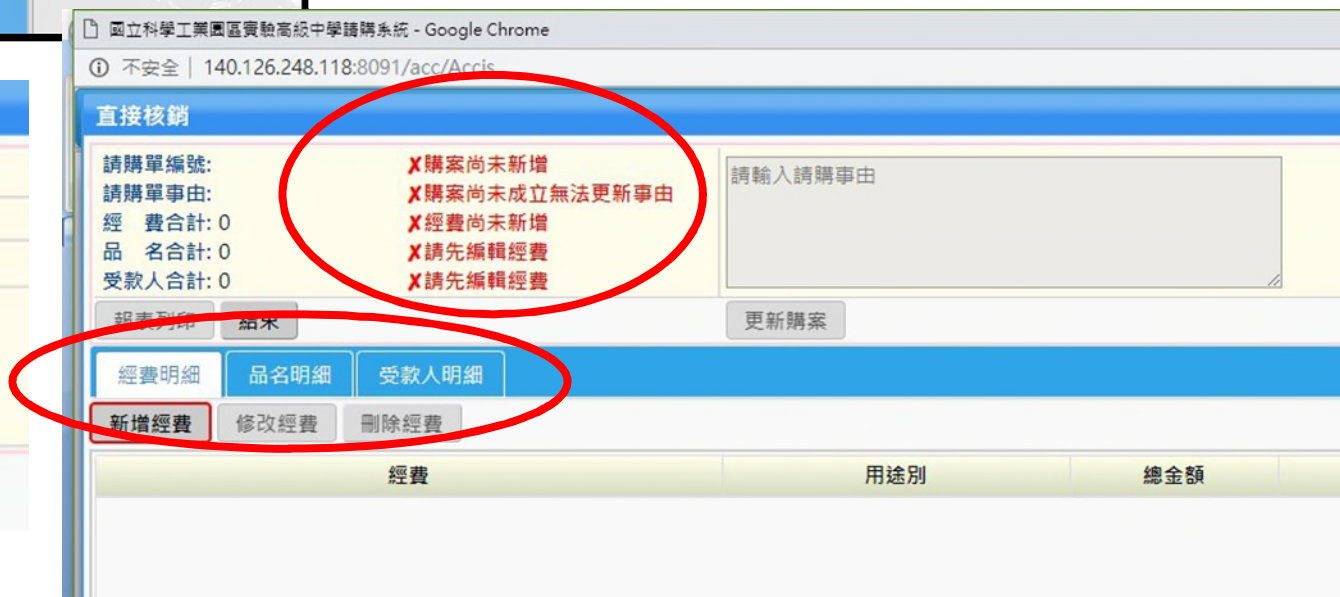 國立科學工業園區實驗高級中學請購系統 - Google Chrome
不安全 | 140.126.248.118:8091/acc/Accis
直接核銷
請購單編號: ✗購案尚未新增
請購單事由: ✗購案尚未成立無法更新事由
經 費合計: 0 ✗經費尚未新增
品 名合計: 0 ✗請先編輯經費
受款人合計: 0 ✗請先編輯經費
請輸入請購事由
報表列印 結束 更新購案
經費明細 品名明細 受款人明細
新增經費 修改經費 刪除經費
經費 用途別 總金額